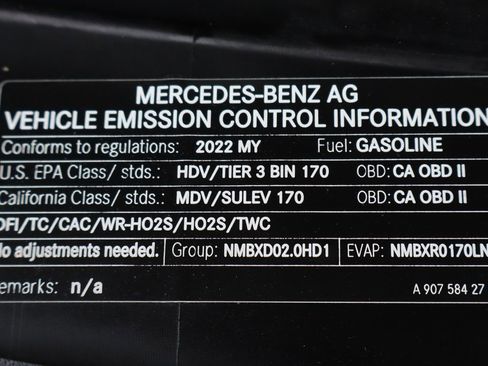 MERCEDES-BENZ AG
VEHICLE EMISSION CONTROL INFORMATION
Conforms to regulations: 2022 MY Fuel: GASOLINE
U.S. EPA Class/ stds.: HDV/TIER 3 BIN 170 OBD: CA OBD II
California Class/ stds.: MDV/SULEV 170 OBD: CA OBD II
DFI/TC/CAC/WR-HO2S/HO2S/TWC
No adjustments needed. Group: NMBXD02.0HD1 EVAP: NMBXR0170LN
emarks: n/a A 907 584 27